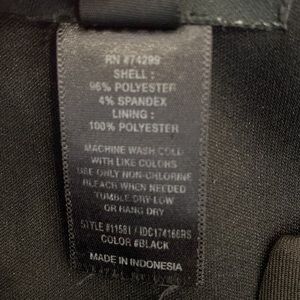 RN #74299
SHELL :
96% POLYESTER
4% SPANDEX
LINING :
100% POLYESTER
MACHINE WASH COLD
WITH LIKE COLORS
USE ONLY NON-CHLORINE
BLEACH WHEN NEEDED
TUMBLE DRY LOW
OR HANG DRY
STYLE #11581 / IDC174166RS
COLOR #BLACK
MADE IN INDONESIA